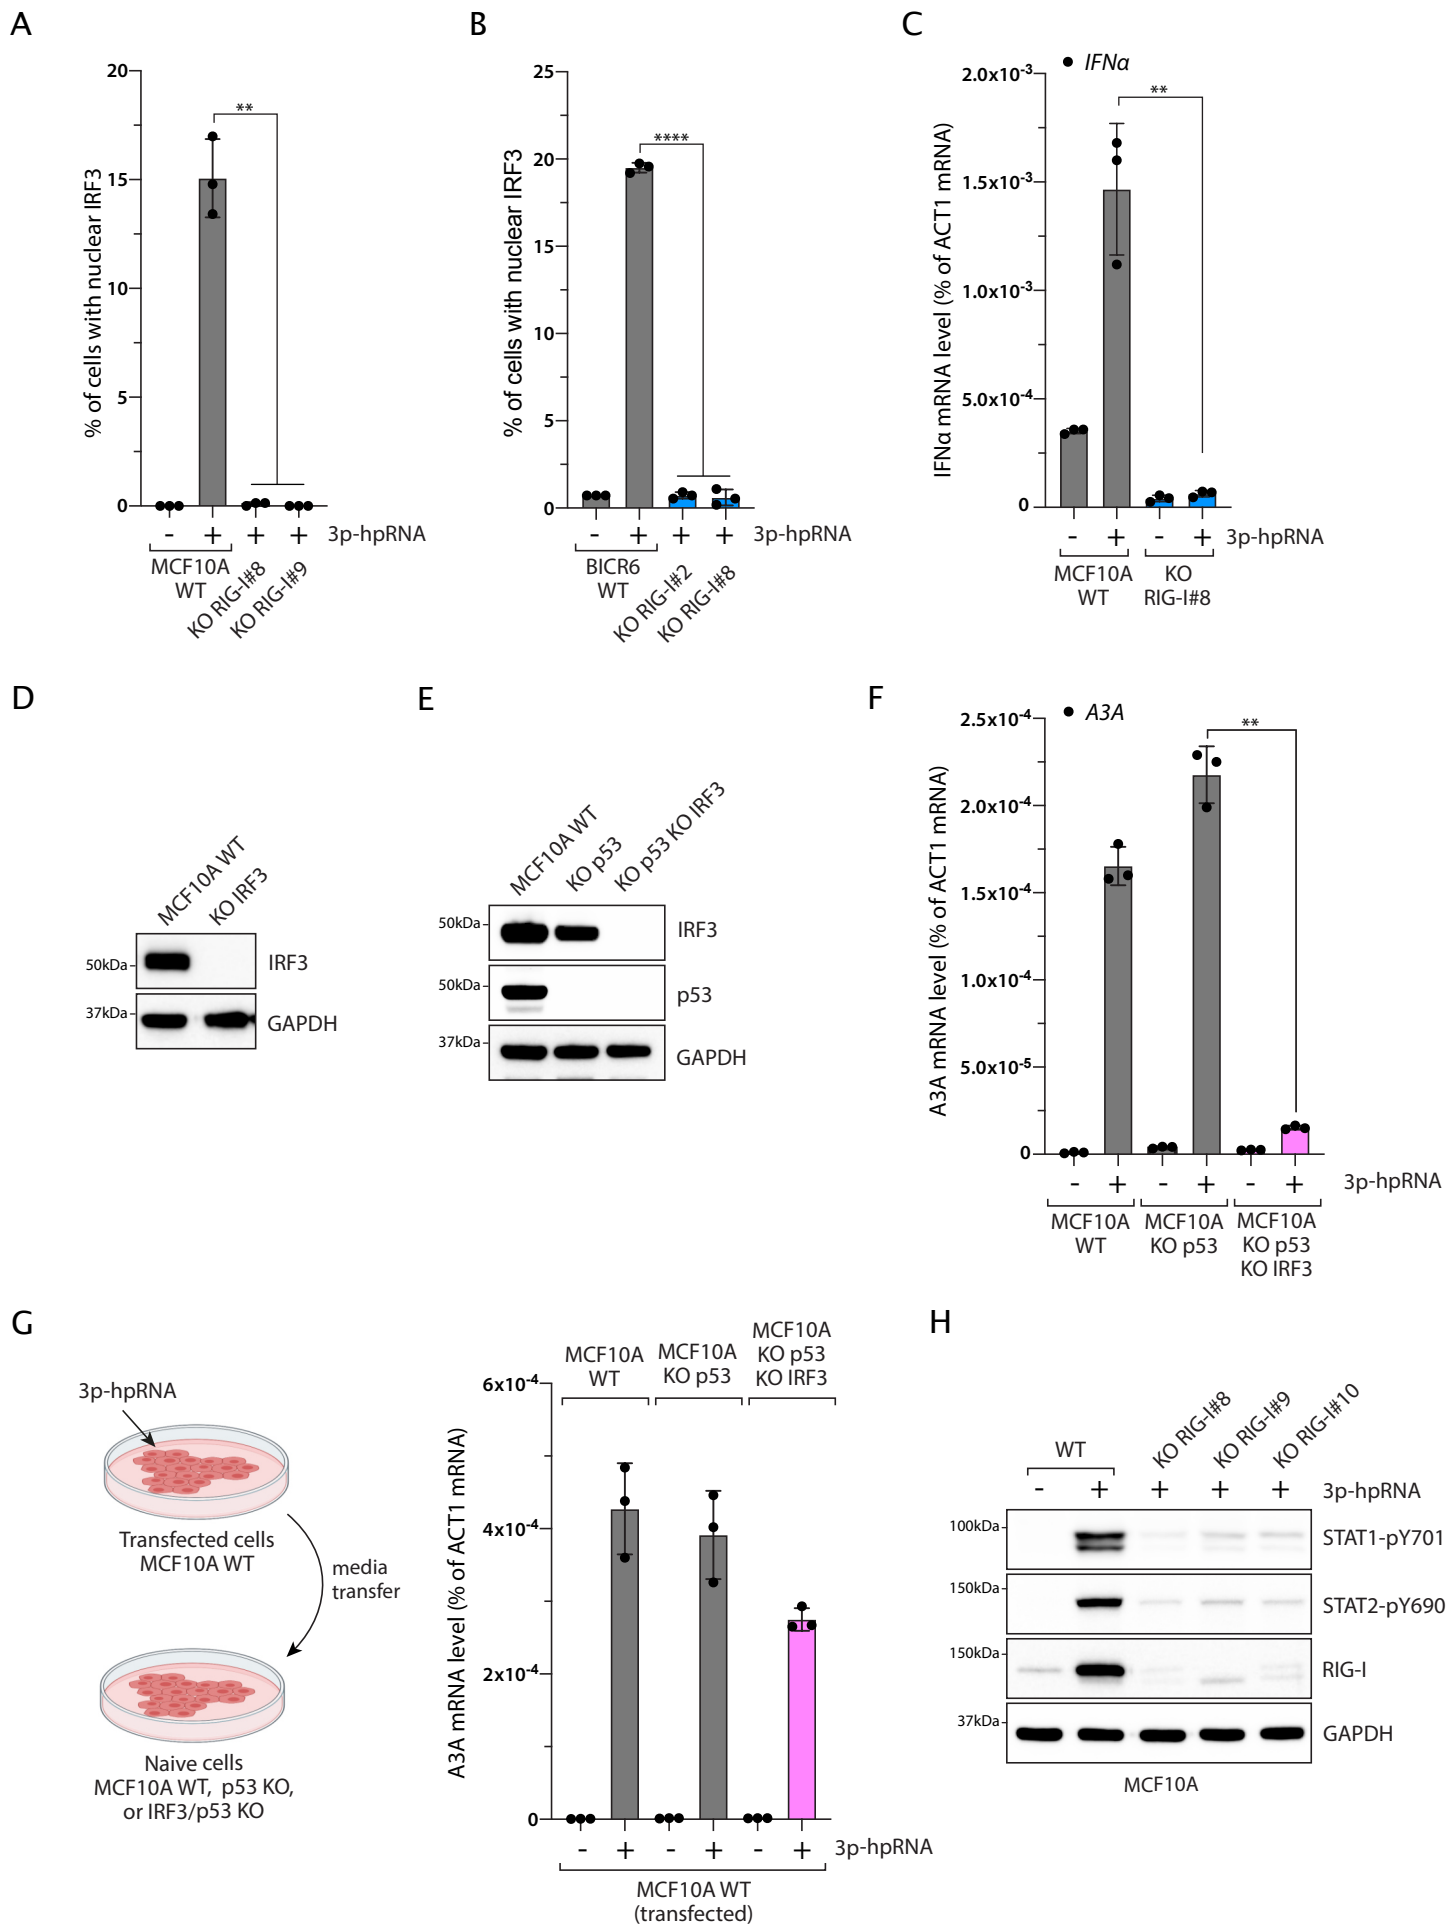 A
20
15
10
5
0
% of cells with nuclear IRF3
**
- + + + 3p-hpRNA
MCF10A
WT
KO RIG-I#8
KO RIG-I#9
B
25
20
15
10
5
0
% of cells with nuclear IRF3
****
- + + + 3p-hpRNA
BICR6
WT
KO RIG-I#2
KO RIG-I#8
C
IFNα
2.0x10-3
1.5x10-3
1.0x10-3
5.0x10-4
0
IFNα mRNA level (% of ACT1 mRNA)
**
- + - + 3p-hpRNA
MCF10A
WT
KO
RIG-I#8
D
MCF10A WT
KO IRF3
50kDa
IRF3
37kDa
GAPDH
E
MCF10A WT
KO p53
KO p53 KO IRF3
50kDa
IRF3
50kDa
p53
37kDa
GAPDH
F
A3A
2.5x10-4
2.0x10-4
1.5x10-4
1.0x10-4
5.0x10-5
0
A3A mRNA level (% of ACT1 mRNA)
**
- + - + - + 3p-hpRNA
MCF10A
WT
MCF10A
KO p53
MCF10A
KO p53
KO IRF3
G
3p-hpRNA
Transfected cells
MCF10A WT
media
transfer
Naive cells
MCF10A WT, p53 KO,
or IRF3/p53 KO
MCF10A
WT
MCF10A
KO p53
MCF10A
KO p53
KO IRF3
6x10-4
4x10-4
2x10-4
0
A3A mRNA level (% of ACT1 mRNA)
- + - + - + 3p-hpRNA
MCF10A WT
(transfected)
H
WT
KO RIG-I#8
KO RIG-I#9
KO RIG-I#10
- + + + + 3p-hpRNA
100kDa
STAT1-pY701
150kDa
STAT2-pY690
150kDa
RIG-I
37kDa
GAPDH
MCF10A